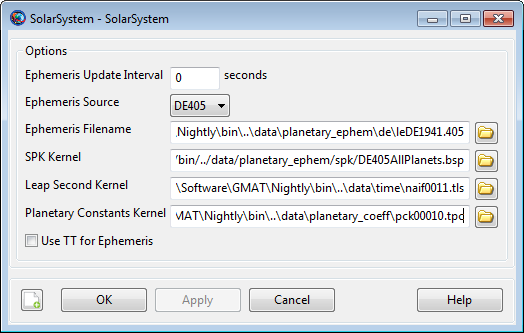 SolarSystem - SolarSystem
Options
Ephemeris Update Interval 0 seconds
Ephemeris Source DE405
Ephemeris Filename .Nightly\bin\..\data\planetary_ephem\de\leDE1941.405
SPK Kernel /bin/../data/planetary_ephem/spk/DE405AllPlanets.bsp
Leap Second Kernel \Software\GMAT\Nightly\bin\..\data\time\naif0011.tls
Planetary Constants Kernel MAT\Nightly\bin\..\data\planetary_coeff\pck00010.tpc
Use TT for Ephemeris
OK Apply Cancel Help